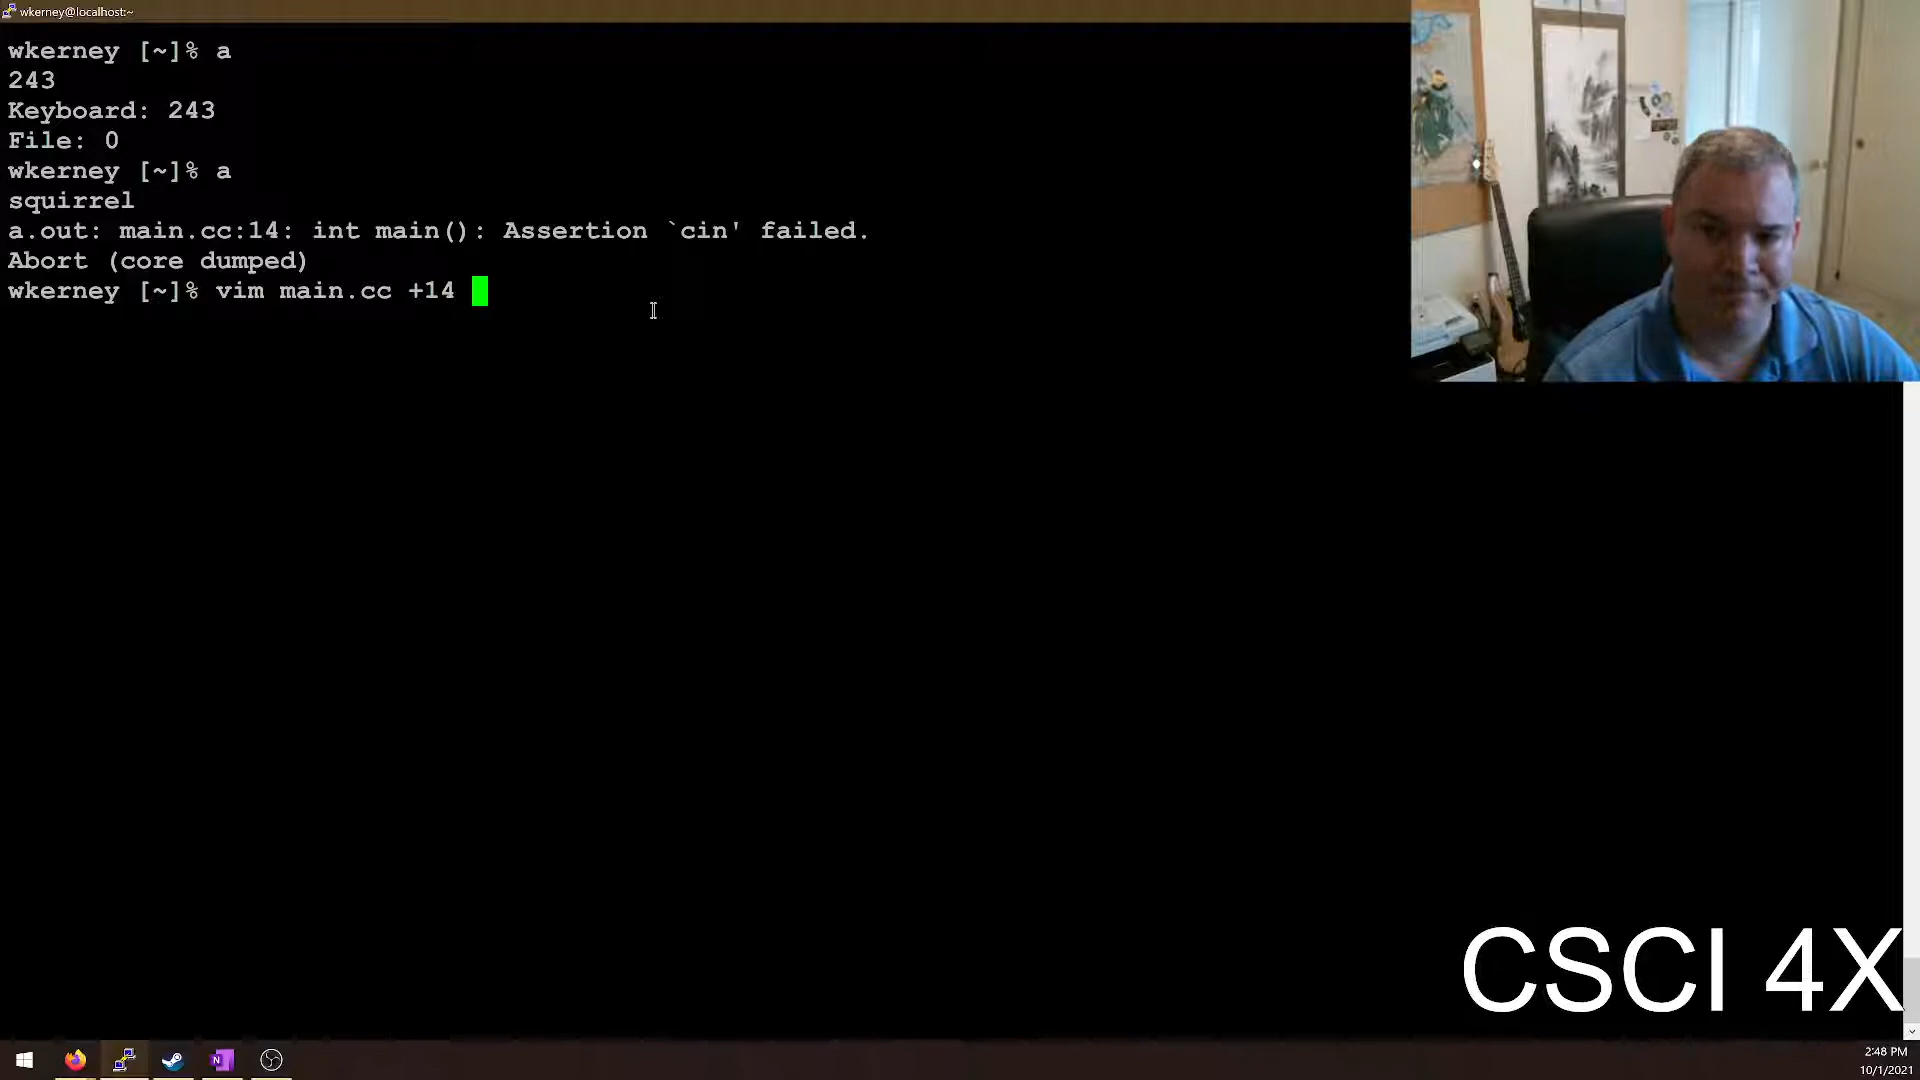 wkerney@localhost:~
wkerney [~]% a
243
Keyboard: 243
File: 0
wkerney [~]% a
squirrel
a.out: main.cc:14: int main(): Assertion `cin' failed.
Abort (core dumped)
wkerney [~]% vim main.cc +14
CSCI 4X
N
2:48 PM
10/1/2021